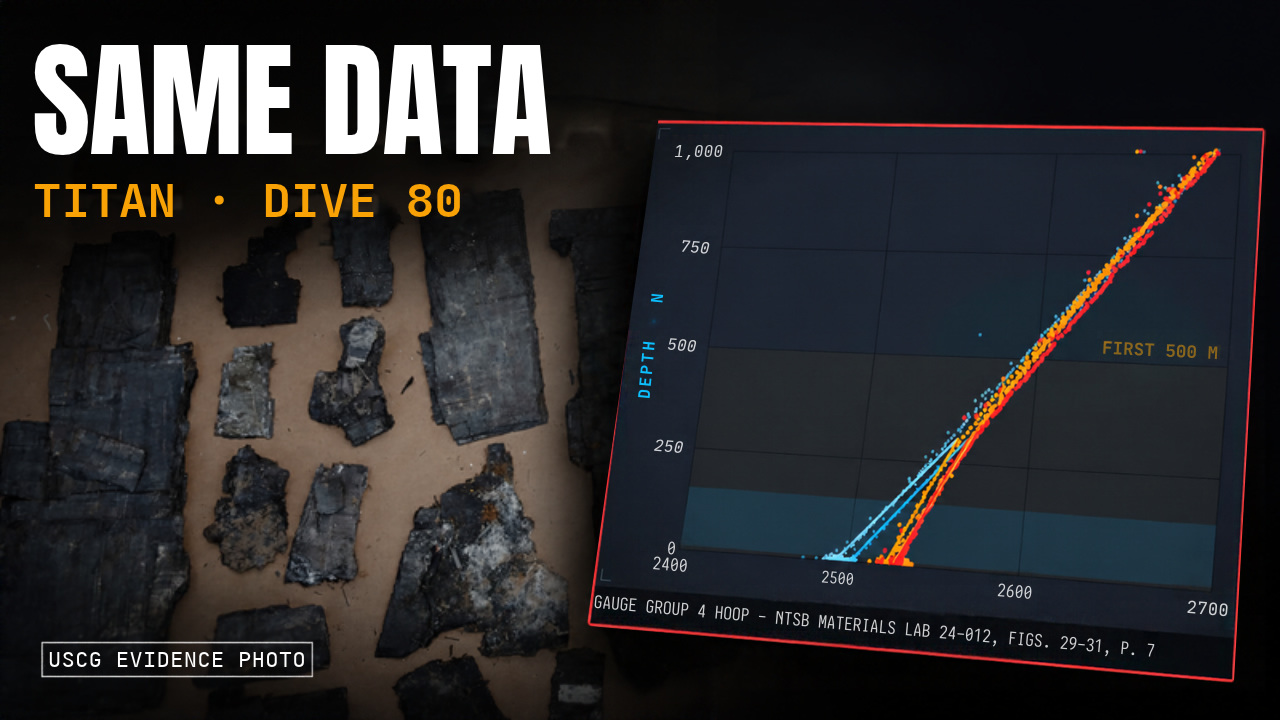 SAME DATA
TITAN · DIVE 80
1,000
750
500
250
0
DEPTH · N
FIRST 500 M
2400
2500
2600
2700
GAUGE GROUP 4 HOOP – NTSB MATERIALS LAB 24-012, FIGS. 29-31, P. 7
USCG EVIDENCE PHOTO